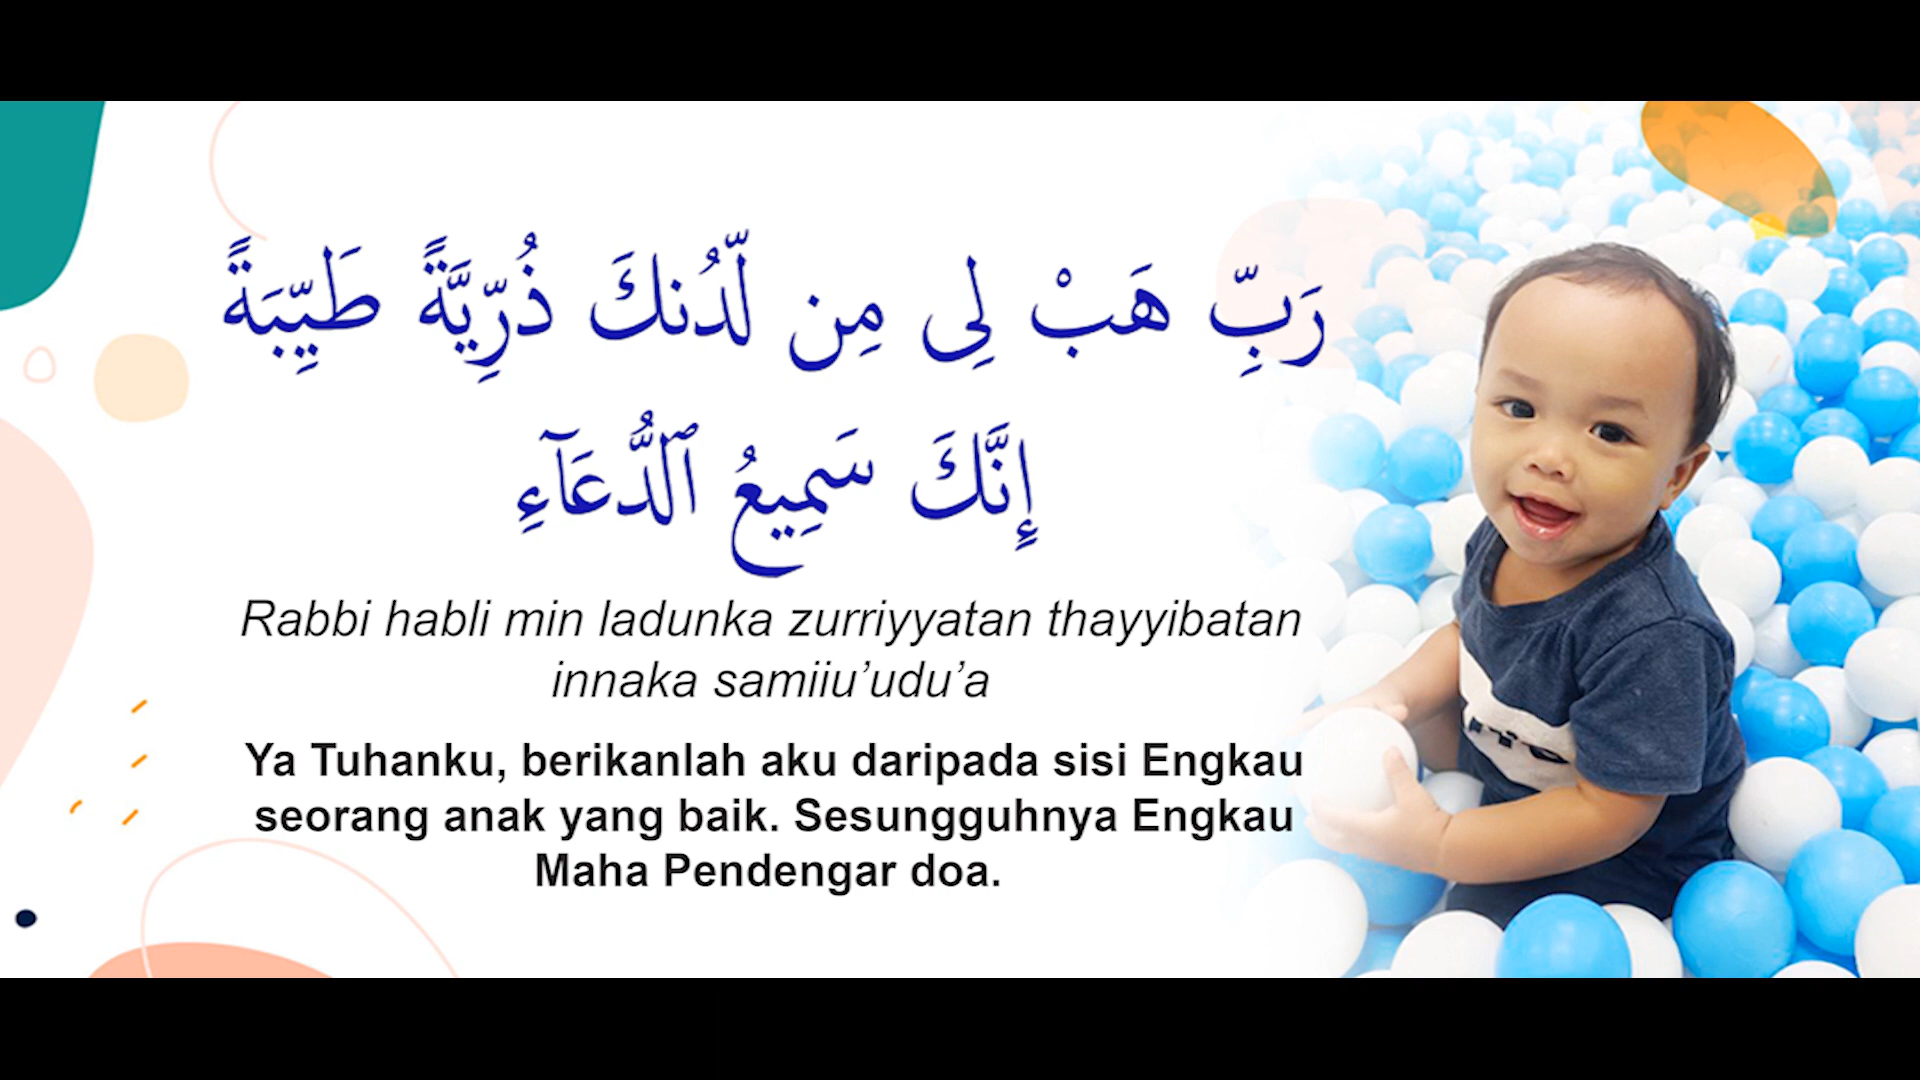 رَبِّ هَبْ لِى مِن لَّدُنكَ ذُرِّيَّةً طَيِّبَةً
إِنَّكَ سَمِيعُ ٱلدُّعَآءِ
Rabbi habli min ladunka zurriyyatan thayyibatan
innaka samiiu’udu’a
Ya Tuhanku, berikanlah aku daripada sisi Engkau
seorang anak yang baik. Sesungguhnya Engkau
Maha Pendengar doa.